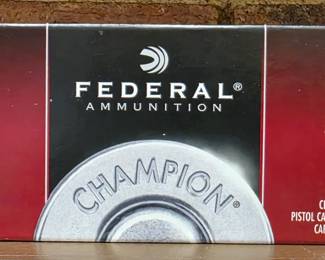 FEDERAL®
AMMUNITION
CHAMPION®
PISTOL CA